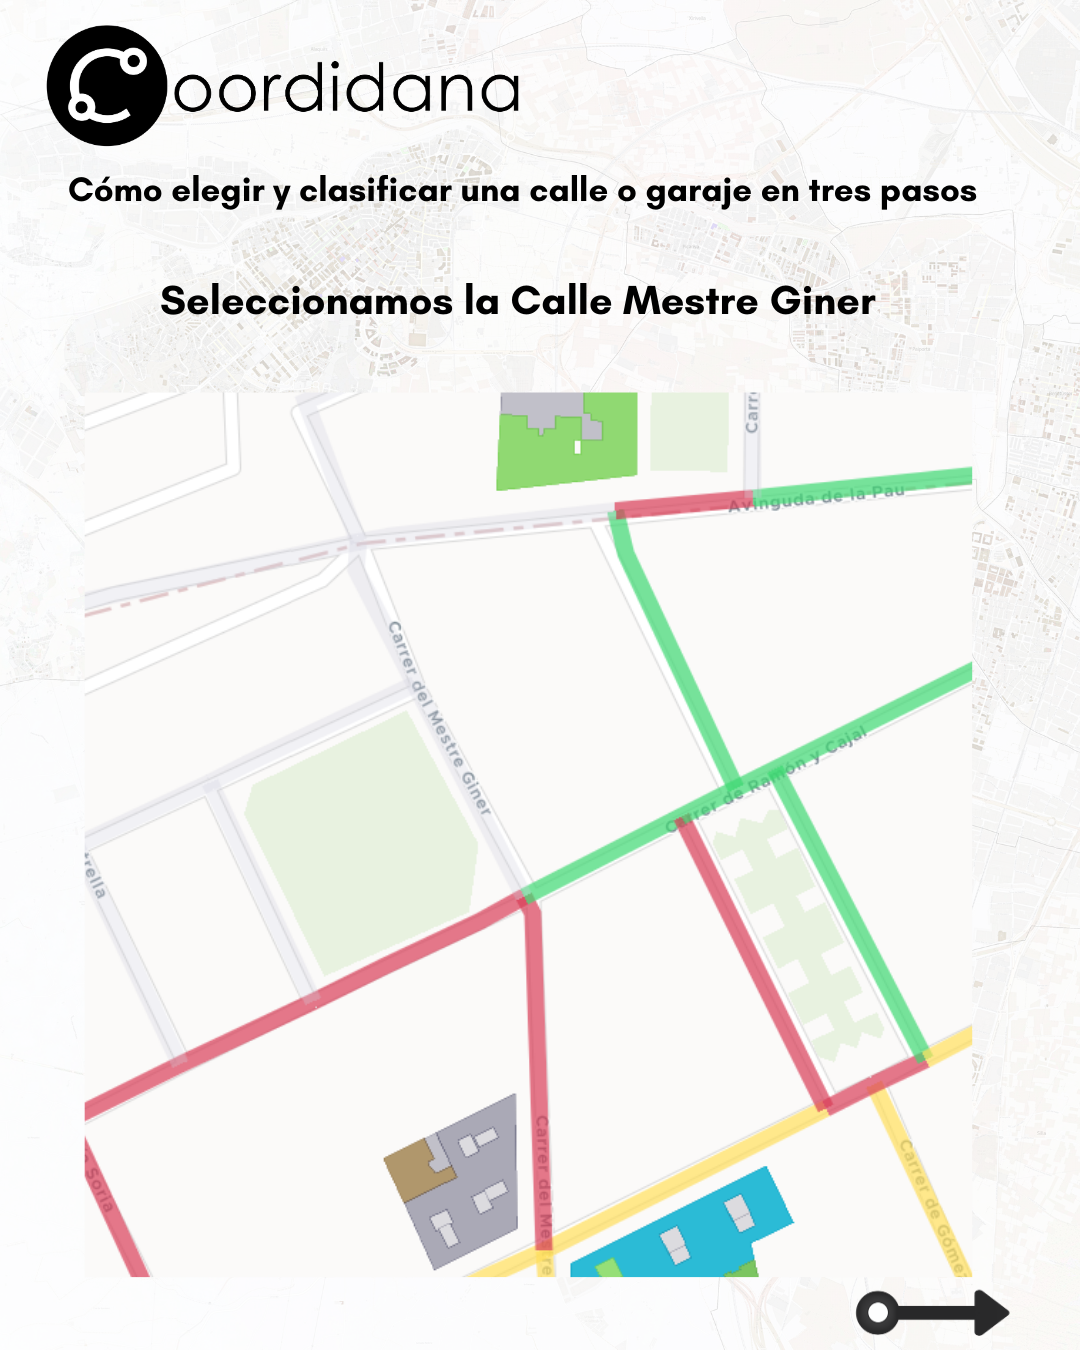 Coordidana
Cómo elegir y clasificar una calle o garaje en tres pasos
Seleccionamos la Calle Mestre Giner
Carr
Avinguda de la Pau
Carrer del Mestre Giner
Carrer de Ramón y Cajal
trella
Soria
Carrer del Mestre
Carrer de Gómez